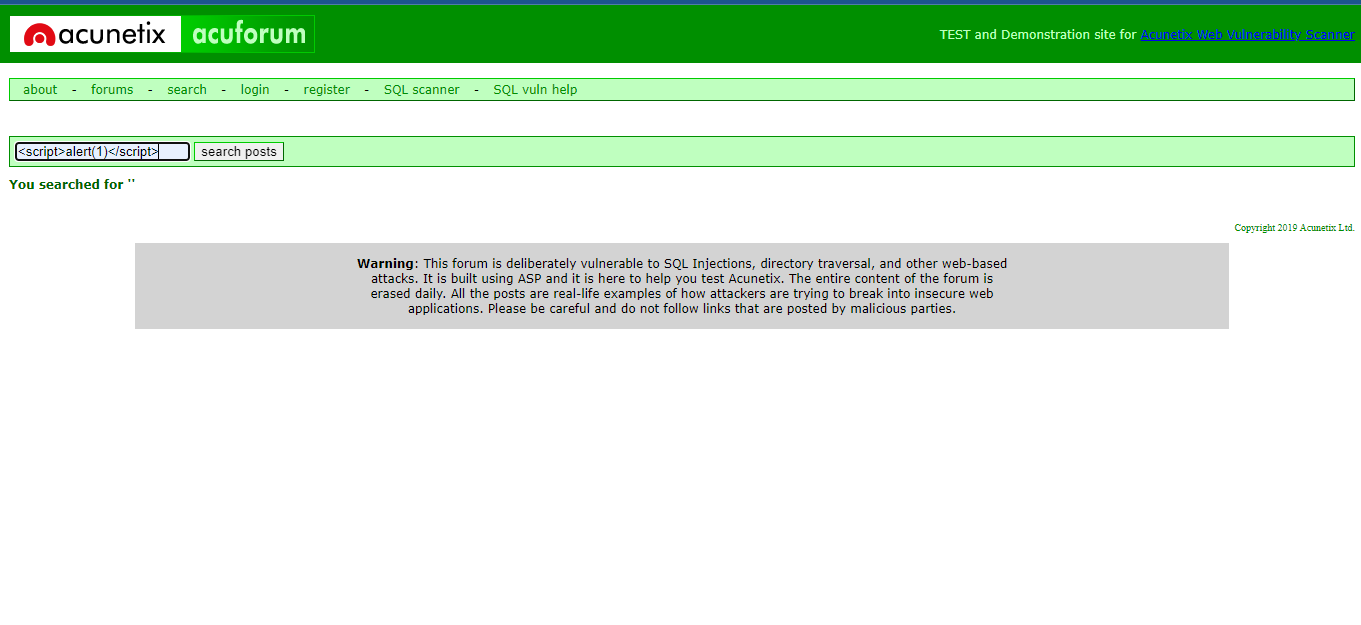 acunetix acuforum TEST and Demonstration site for Acunetix Web Vulnerability Scanner
about - forums - search - login - register - SQL scanner - SQL vuln help
<script>alert(1)</script> search posts
You searched for ''
Copyright 2019 Acunetix Ltd.
Warning: This forum is deliberately vulnerable to SQL Injections, directory traversal, and other web-based
attacks. It is built using ASP and it is here to help you test Acunetix. The entire content of the forum is
erased daily. All the posts are real-life examples of how attackers are trying to break into insecure web
applications. Please be careful and do not follow links that are posted by malicious parties.